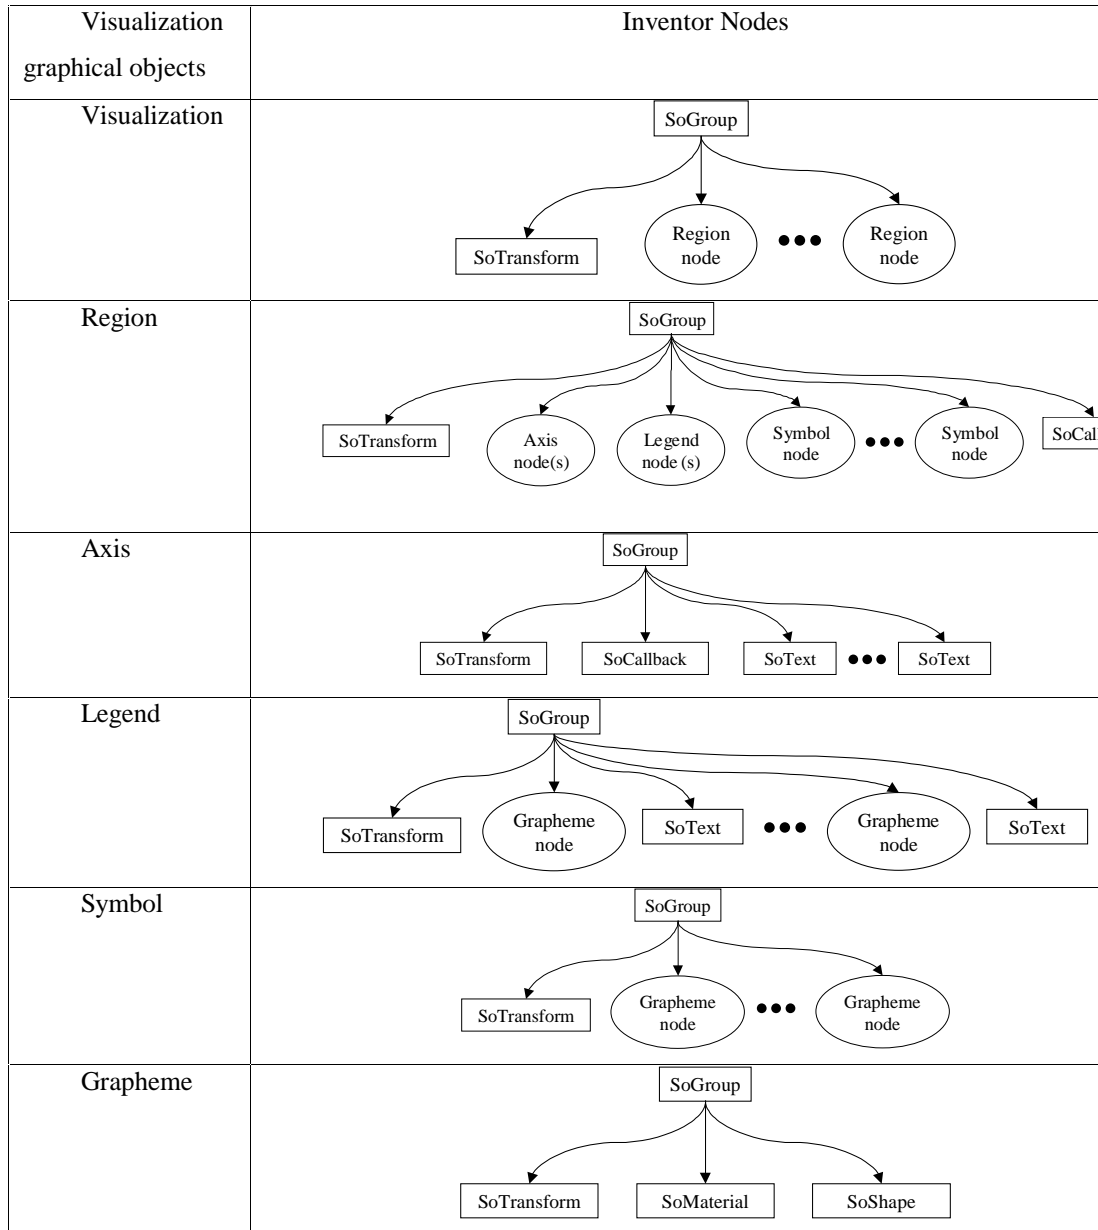 Visualization
graphical objects
Inventor Nodes
Visualization
SoGroup
SoTransform
Region
node
Region
node
Region
SoGroup
SoTransform
Axis
node(s)
Legend
node (s)
Symbol
node
Symbol
node
SoCall
Axis
SoGroup
SoTransform
SoCallback
SoText
SoText
Legend
SoGroup
SoTransform
Grapheme
node
SoText
Grapheme
node
SoText
Symbol
SoGroup
SoTransform
Grapheme
node
Grapheme
node
Grapheme
SoGroup
SoTransform
SoMaterial
SoShape